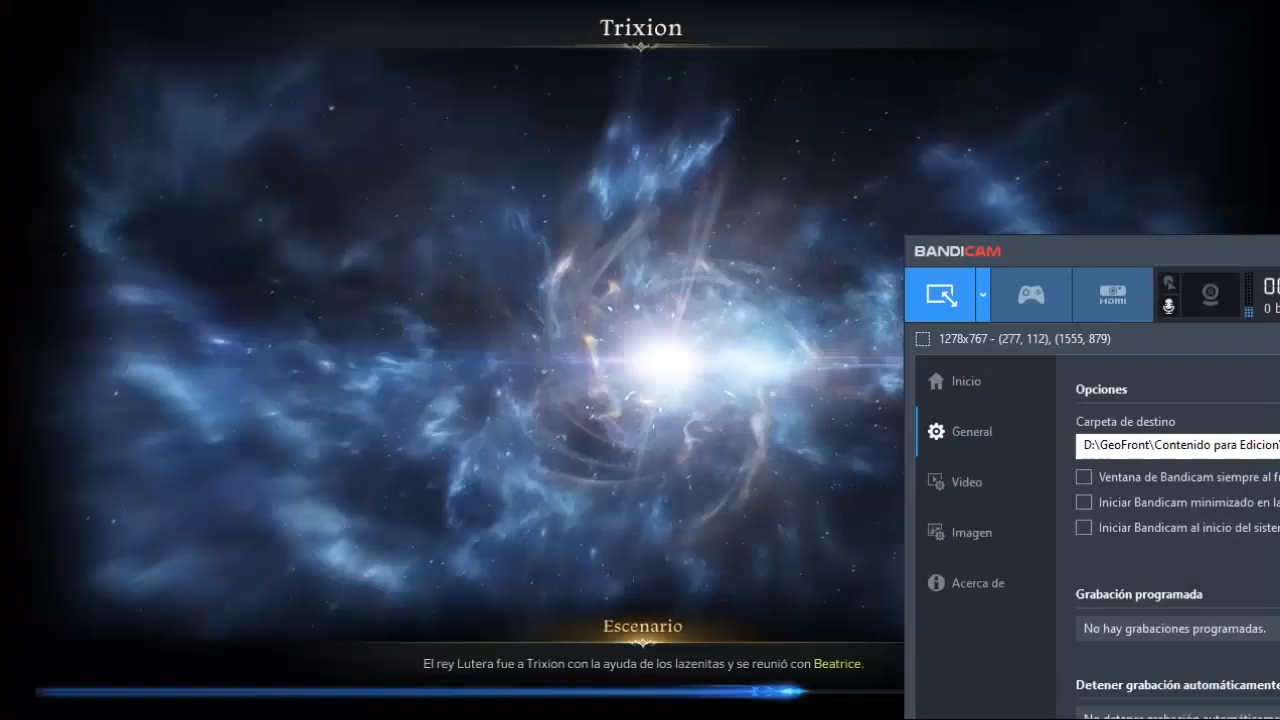 Trixion
BANDICAM
HDMI
1278x767 - (277, 112), (1555, 879)
Inicio
General
Video
Imagen
Acerca de
Opciones
Carpeta de destino
D:\GeoFront\Contenido para Edicion
Ventana de Bandicam siempre al
Iniciar Bandicam minimizado en
Iniciar Bandicam al inicio del
Grabación programada
No hay grabaciones programadas.
Detener grabación automáticamente
Escenario
El rey Lutera fue a Trixion con la ayuda de los lazenitas y se reunió con Beatrice.